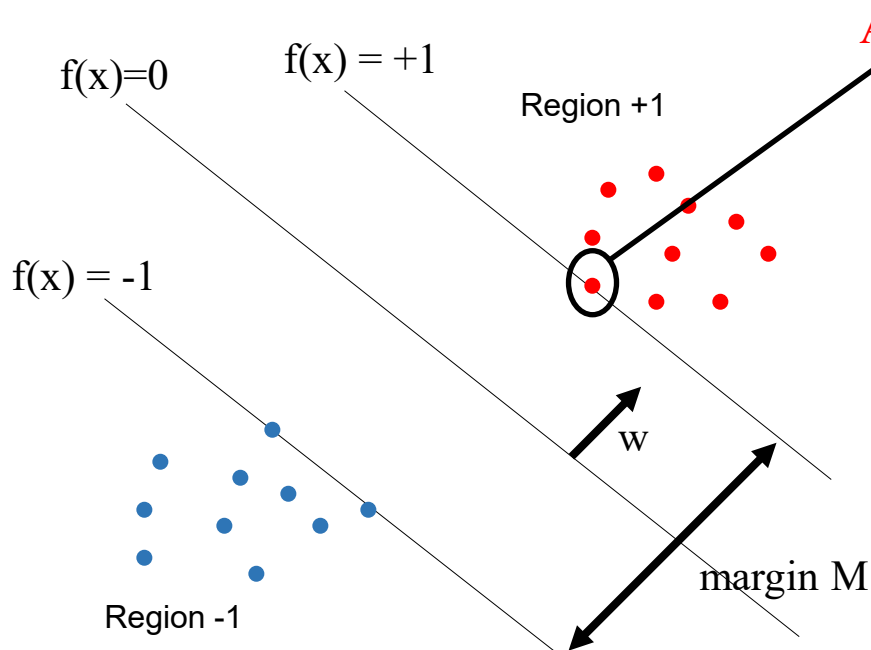 f(x)=0
f(x) = +1
Region +1
f(x) = -1
w
margin M
Region -1